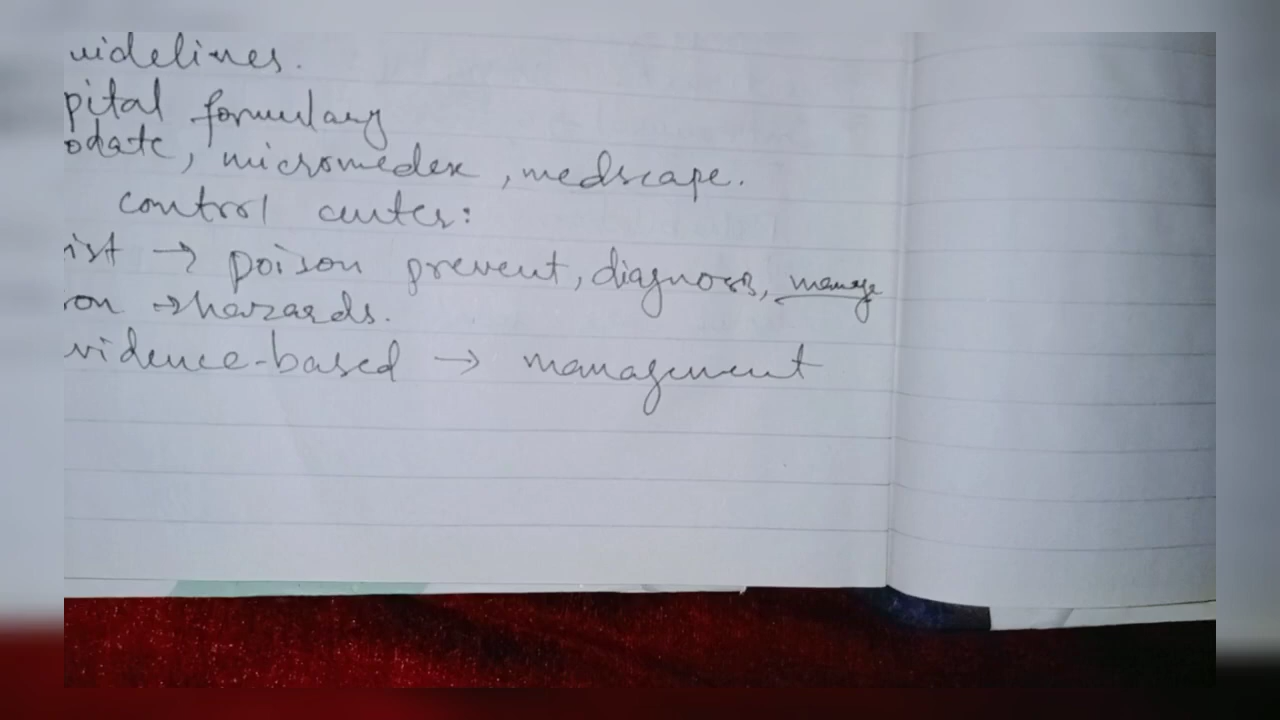 uidelines.
pital formulary
odate, micromedex, medscape.
control center:
ist → poison prevent, diagnosis, manage
on → hazards.
vidence-based → management